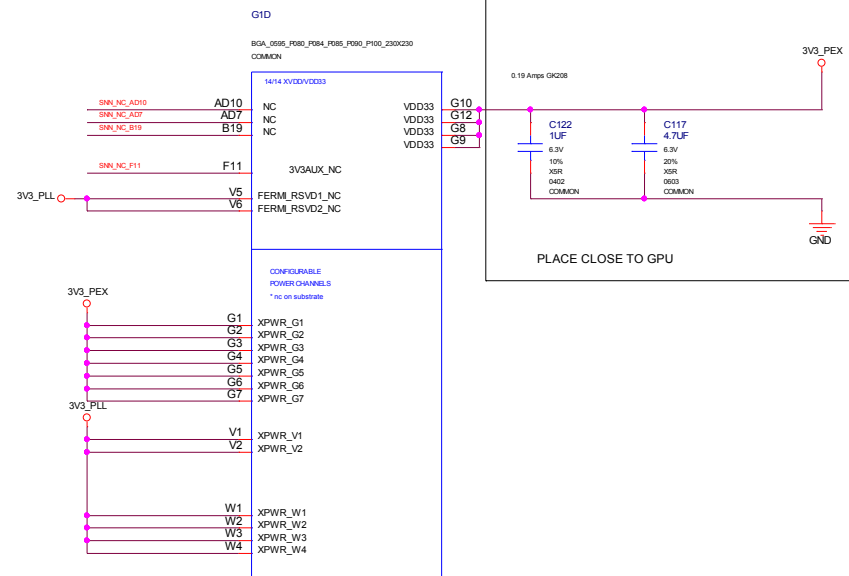 G1D
BGA_0595_P080_P084_P085_P090_P100_230X230
COMMON
14/14 XVDD/VDD33
SNN_NC_AD10 AD10 NC
SNN_NC_AD7 AD7 NC
SNN_NC_B19 B19 NC
SNN_NC_F11 F11 3V3AUX_NC
3V3_PLL V5 FERMI_RSVD1_NC
V6 FERMI_RSVD2_NC
VDD33 G10
VDD33 G12
VDD33 G8
VDD33 G9
0.19 Amps GK208
3V3_PEX
C122
1UF
6.3V
10%
X5R
0402
COMMON
C117
4.7UF
6.3V
20%
X5R
0603
COMMON
GND
PLACE CLOSE TO GPU
CONFIGURABLE
POWER CHANNELS
* nc on substrate
3V3_PEX
G1 XPWR_G1
G2 XPWR_G2
G3 XPWR_G3
G4 XPWR_G4
G5 XPWR_G5
G6 XPWR_G6
G7 XPWR_G7
3V3_PLL
V1 XPWR_V1
V2 XPWR_V2
W1 XPWR_W1
W2 XPWR_W2
W3 XPWR_W3
W4 XPWR_W4